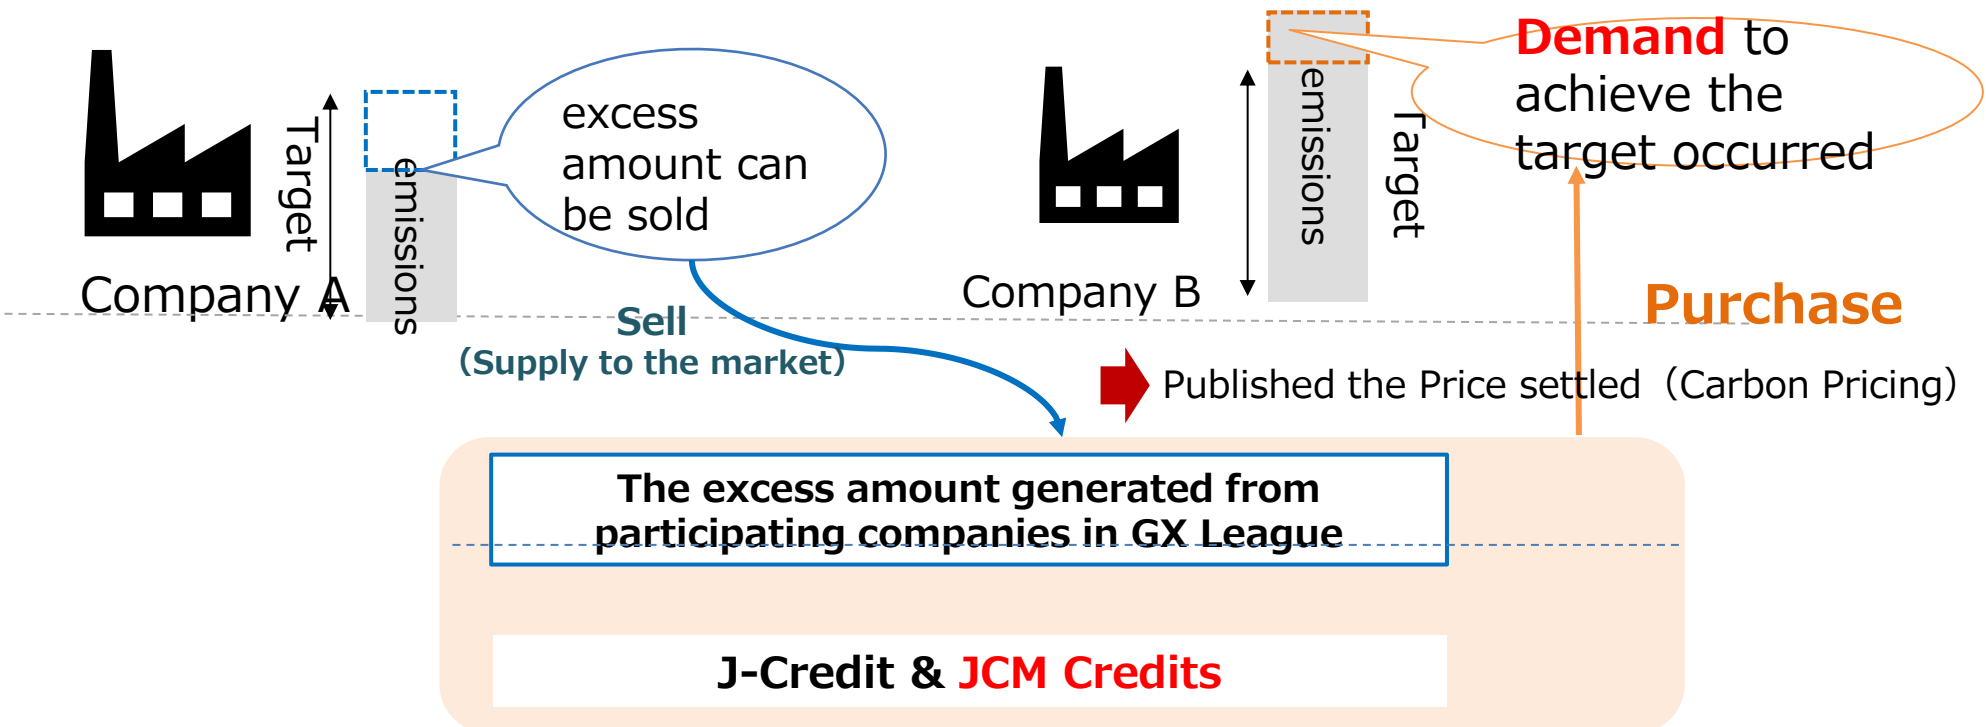 Target
emissions
excess
amount can
be sold
Company A
emissions
Target
Demand to
achieve the
target occurred
Company B
Purchase
Sell
（Supply to the market）
Published the Price settled（Carbon Pricing）
The excess amount generated from
participating companies in GX League
J-Credit & JCM Credits